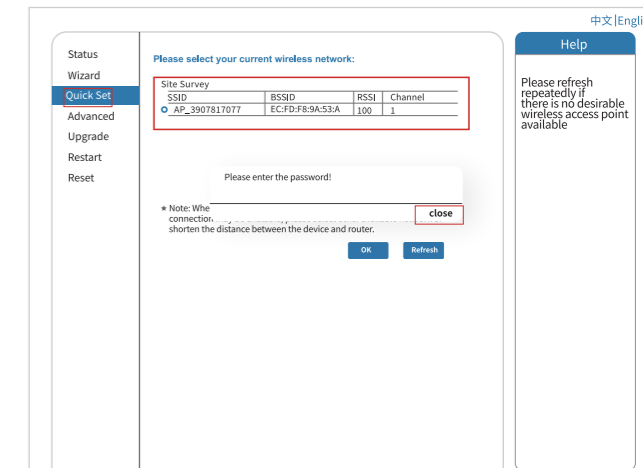 中文|Engli
Status
Wizard
Quick Set
Advanced
Upgrade
Restart
Reset
Please select your current wireless network:
Site Survey
SSID BSSID RSSI Channel
AP_3907817077 EC:FD:F8:9A:53:A 100 1
Please enter the password!
close
★ Note: Whe
connection
shorten the distance between the device and router.
OK Refresh
Help
Please refresh
repeatedly if
there is no desirable
wireless access point
available